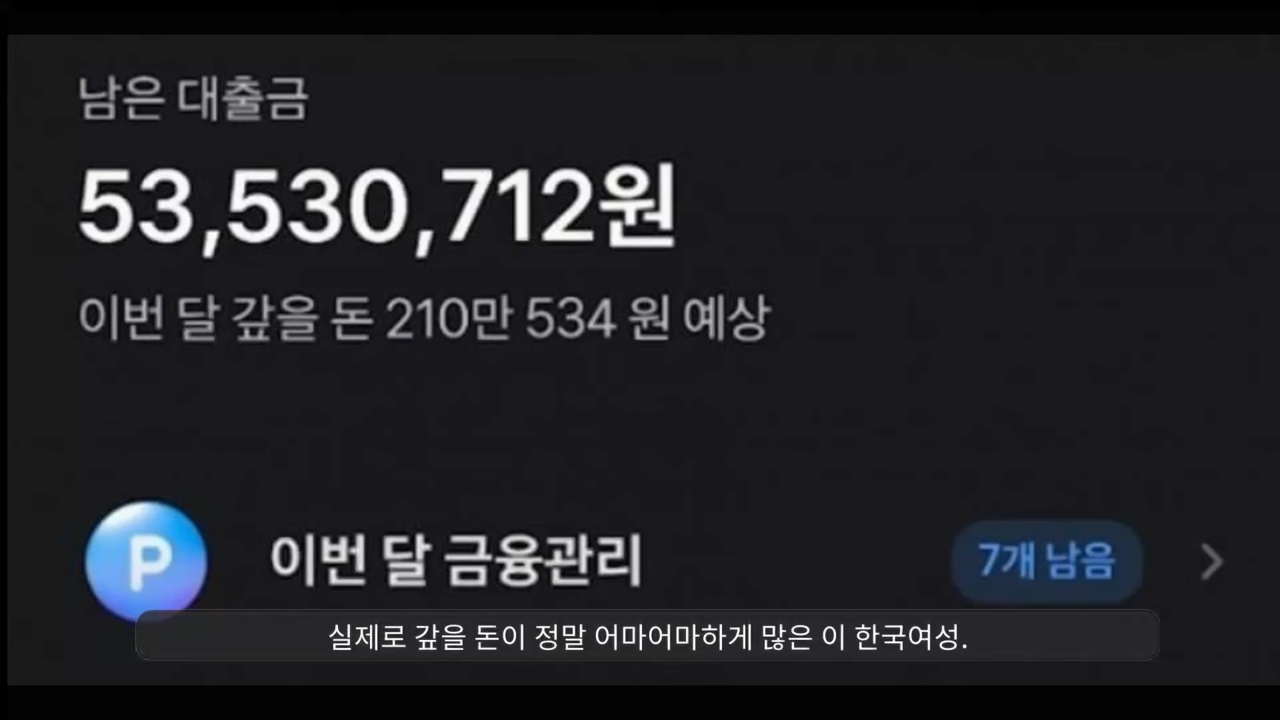 남은 대출금
53,530,712원
이번 달 갚을 돈 210만 534 원 예상
P 이번 달 금융관리 7개 남음
실제로 갚을 돈이 정말 어마어마하게 많은 이 한국여성.